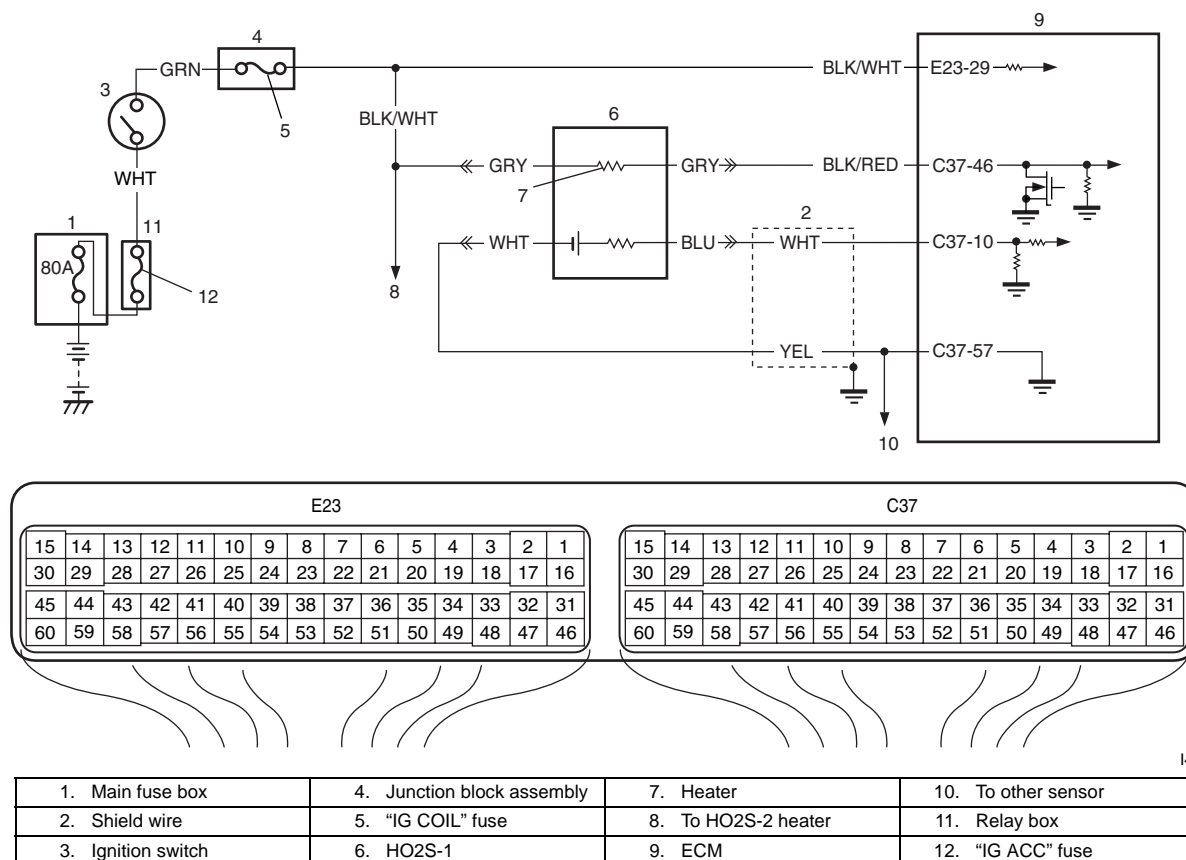 9
4
GRN
BLK/WHT
E23-29
3
5
6
BLK/WHT
GRY
GRY
BLK/RED
C37-46
WHT
7
2
1
11
WHT
BLU
WHT
C37-10
80A
12
8
YEL
C37-57
10
E23
C37
15 14 13 12 11 10 9 8 7 6 5 4 3 2 1
30 29 28 27 26 25 24 23 22 21 20 19 18 17 16
45 44 43 42 41 40 39 38 37 36 35 34 33 32 31
60 59 58 57 56 55 54 53 52 51 50 49 48 47 46
15 14 13 12 11 10 9 8 7 6 5 4 3 2 1
30 29 28 27 26 25 24 23 22 21 20 19 18 17 16
45 44 43 42 41 40 39 38 37 36 35 34 33 32 31
60 59 58 57 56 55 54 53 52 51 50 49 48 47 46
1. Main fuse box 4. Junction block assembly 7. Heater 10. To other sensor
2. Shield wire 5. “IG COIL” fuse 8. To HO2S-2 heater 11. Relay box
3. Ignition switch 6. HO2S-1 9. ECM 12. “IG ACC” fuse